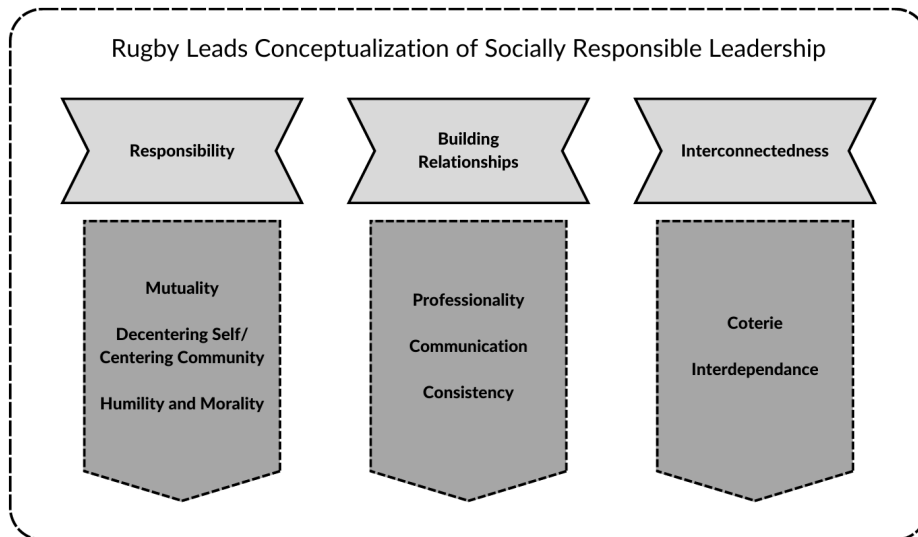 Rugby Leads Conceptualization of Socially Responsible Leadership
Responsibility
Mutuality
Decentering Self/
Centering Community
Humility and Morality
Building
Relationships
Professionality
Communication
Consistency
Interconnectedness
Coterie
Interdependance